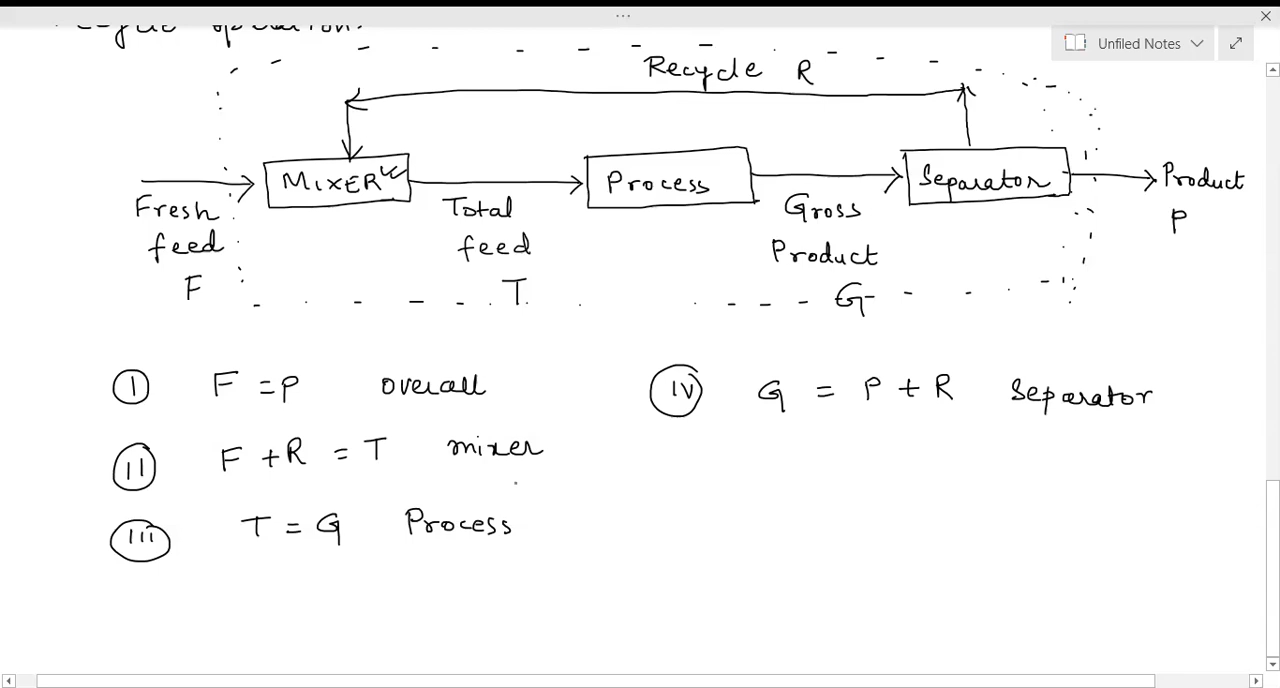 operation.
Unfiled Notes
Recycle R
MIXER
Process
Separator
Product
P
Fresh
feed
F
Total
feed
T
Gross
Product
G
I F = P overall
II F + R = T mixer
III T = G Process
IV G = P + R Separator